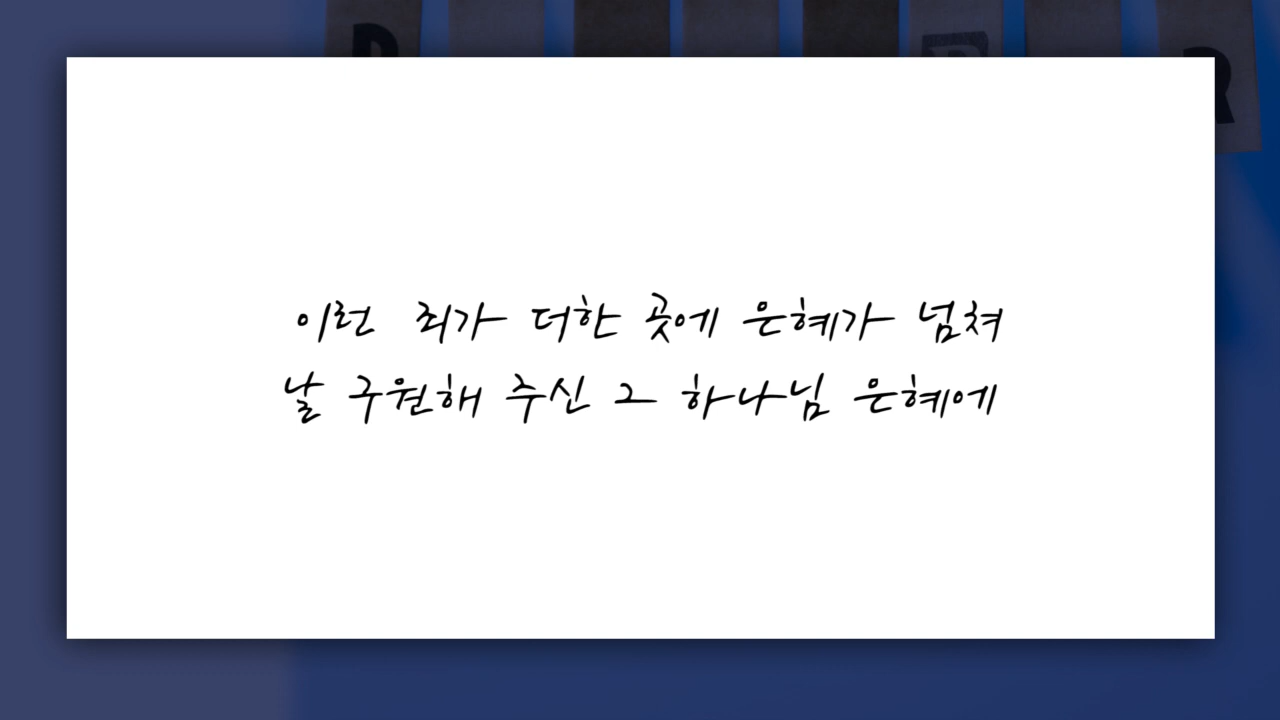 P E R
이런 죄가 더한 곳에 은혜가 넘쳐
날 구원해 주신 그 하나님 은혜에